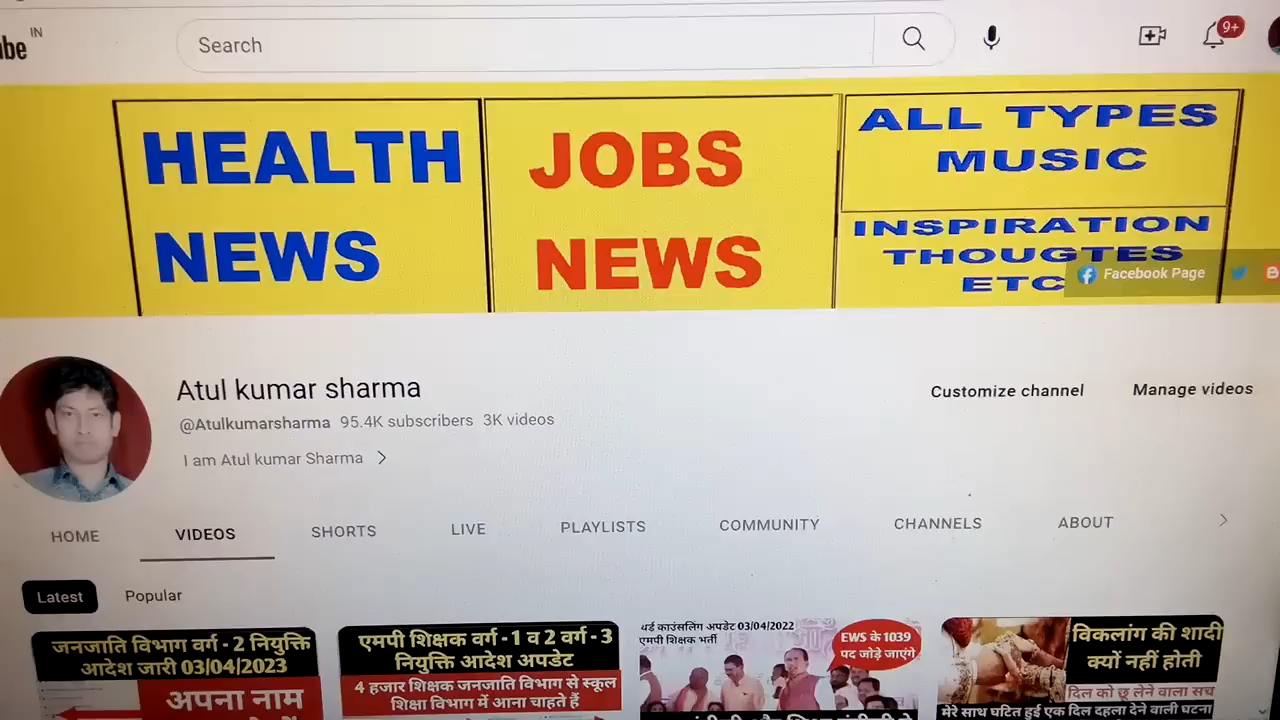 IN
Search
9+
HEALTH
NEWS
JOBS
NEWS
ALL TYPES
MUSIC
INSPIRATION
THOUGTES
ETC
Facebook Page
Atul kumar sharma
@Atulkumarsharma 95.4K subscribers 3K videos
I am Atul kumar Sharma
Customize channel
Manage videos
HOME
VIDEOS
SHORTS
LIVE
PLAYLISTS
COMMUNITY
CHANNELS
ABOUT
Latest
Popular
जनजाति विभाग वर्ग - 2 नियुक्ति
आदेश जारी 03/04/2023
अपना नाम
एमपी शिक्षक वर्ग - 1 व 2 वर्ग - 3
नियुक्ति आदेश अपडेट
4 हजार शिक्षक जनजाति विभाग से स्कूल
शिक्षा विभाग में आना चाहते हैं
थर्ड काउंसलिंग अपडेट 03/04/2022
एमपी शिक्षक भर्ती
EWS के 1039
पद जोड़े जाएंगे
विकलांग की शादी
क्यों नहीं होती
दिल को छू लेने वाला सच
मेरे साथ घटित हुई एक दिल दहला देने वाली घटना